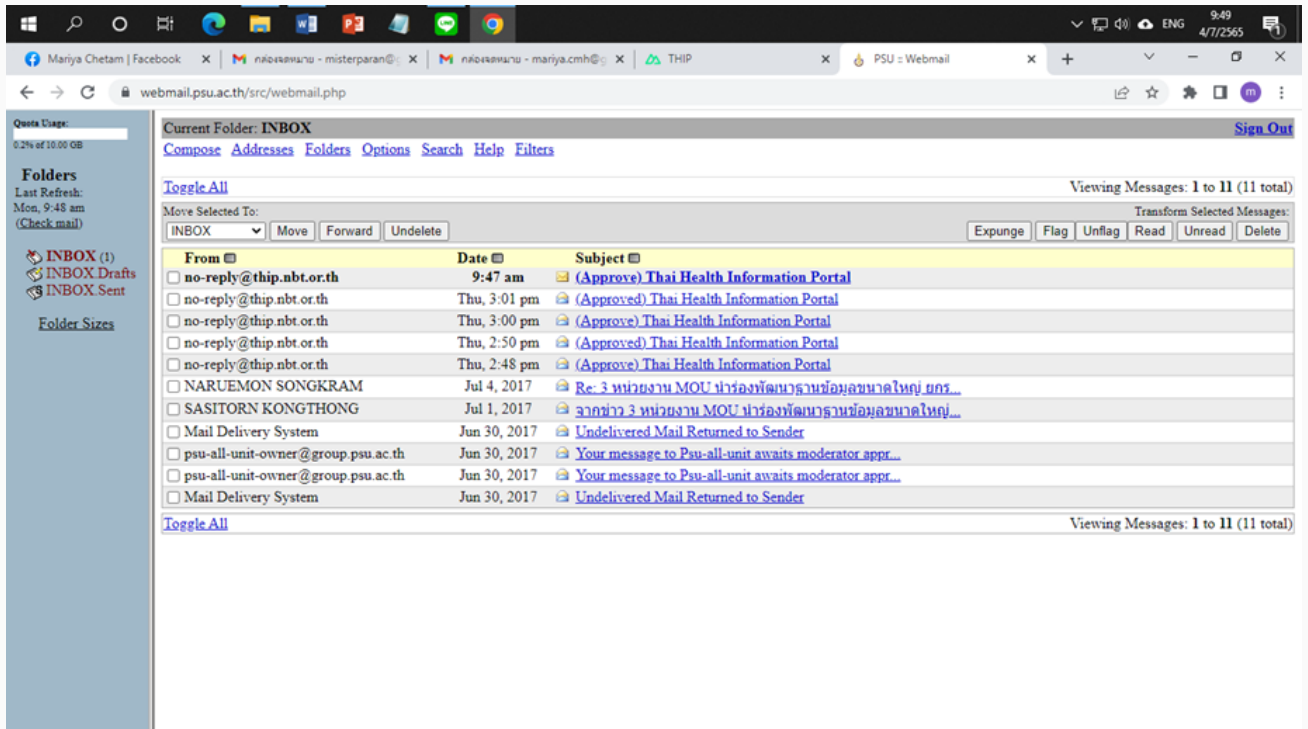 9:49
ENG
4/7/2565
Mariya Chetam | Facebook
กล่องจดหมาย - misterparan@
กล่องจดหมาย - mariya.cmh@
THIP
PSU :: Webmail
webmail.psu.ac.th/src/webmail.php
m
Quota Usage:
0.2% of 10.00 GB
Folders
Last Refresh:
Mon, 9:48 am
(Check mail)
INBOX (1)
INBOX.Drafts
INBOX.Sent
Folder Sizes
Current Folder: INBOX Sign Out
Compose Addresses Folders Options Search Help Filters
Toggle All Viewing Messages: 1 to 11 (11 total)
Move Selected To: Transform Selected Messages:
INBOX Move Forward Undelete Expunge Flag Unflag Read Unread Delete
From Date Subject
no-reply@thip.nbt.or.th 9:47 am (Approve) Thai Health Information Portal
no-reply@thip.nbt.or.th Thu, 3:01 pm (Approved) Thai Health Information Portal
no-reply@thip.nbt.or.th Thu, 3:00 pm (Approve) Thai Health Information Portal
no-reply@thip.nbt.or.th Thu, 2:50 pm (Approved) Thai Health Information Portal
no-reply@thip.nbt.or.th Thu, 2:48 pm (Approve) Thai Health Information Portal
NARUEMON SONGKRAM Jul 4, 2017 Re: 3 หน่วยงาน MOU นำร่องพัฒนาฐานข้อมูลขนาดใหญ่ ยกร...
SASITORN KONGTHONG Jul 1, 2017 จากข่าว 3 หน่วยงาน MOU นำร่องพัฒนาฐานข้อมูลขนาดใหญ่...
Mail Delivery System Jun 30, 2017 Undelivered Mail Returned to Sender
psu-all-unit-owner@group.psu.ac.th Jun 30, 2017 Your message to Psu-all-unit awaits moderator appr...
psu-all-unit-owner@group.psu.ac.th Jun 30, 2017 Your message to Psu-all-unit awaits moderator appr...
Mail Delivery System Jun 30, 2017 Undelivered Mail Returned to Sender
Toggle All Viewing Messages: 1 to 11 (11 total)